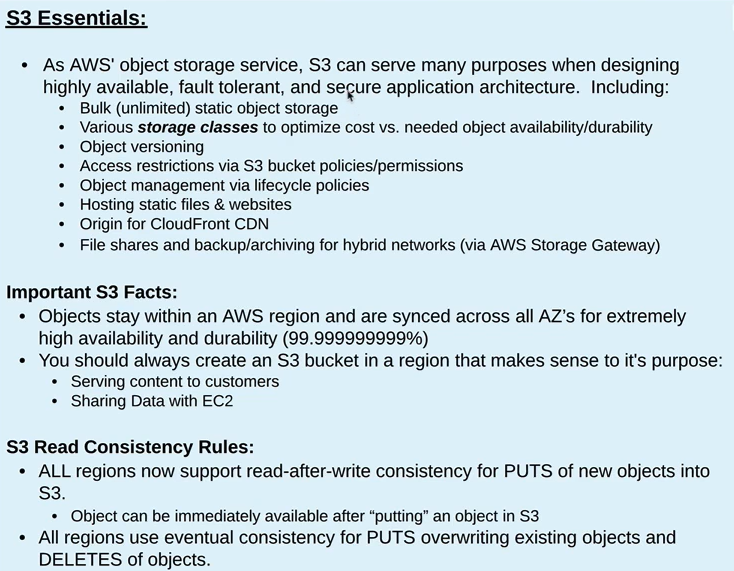 S3 Essentials:
• As AWS' object storage service, S3 can serve many purposes when designing
highly available, fault tolerant, and secure application architecture.  Including:
• Bulk (unlimited) static object storage
• Various storage classes to optimize cost vs. needed object availability/durability
• Object versioning
• Access restrictions via S3 bucket policies/permissions
• Object management via lifecycle policies
• Hosting static files & websites
• Origin for CloudFront CDN
• File shares and backup/archiving for hybrid networks (via AWS Storage Gateway)
Important S3 Facts:
• Objects stay within an AWS region and are synced across all AZ’s for extremely
high availability and durability (99.999999999%)
• You should always create an S3 bucket in a region that makes sense to it's purpose:
• Serving content to customers
• Sharing Data with EC2
S3 Read Consistency Rules:
• ALL regions now support read-after-write consistency for PUTS of new objects into
S3.
• Object can be immediately available after “putting” an object in S3
• All regions use eventual consistency for PUTS overwriting existing objects and
DELETES of objects.